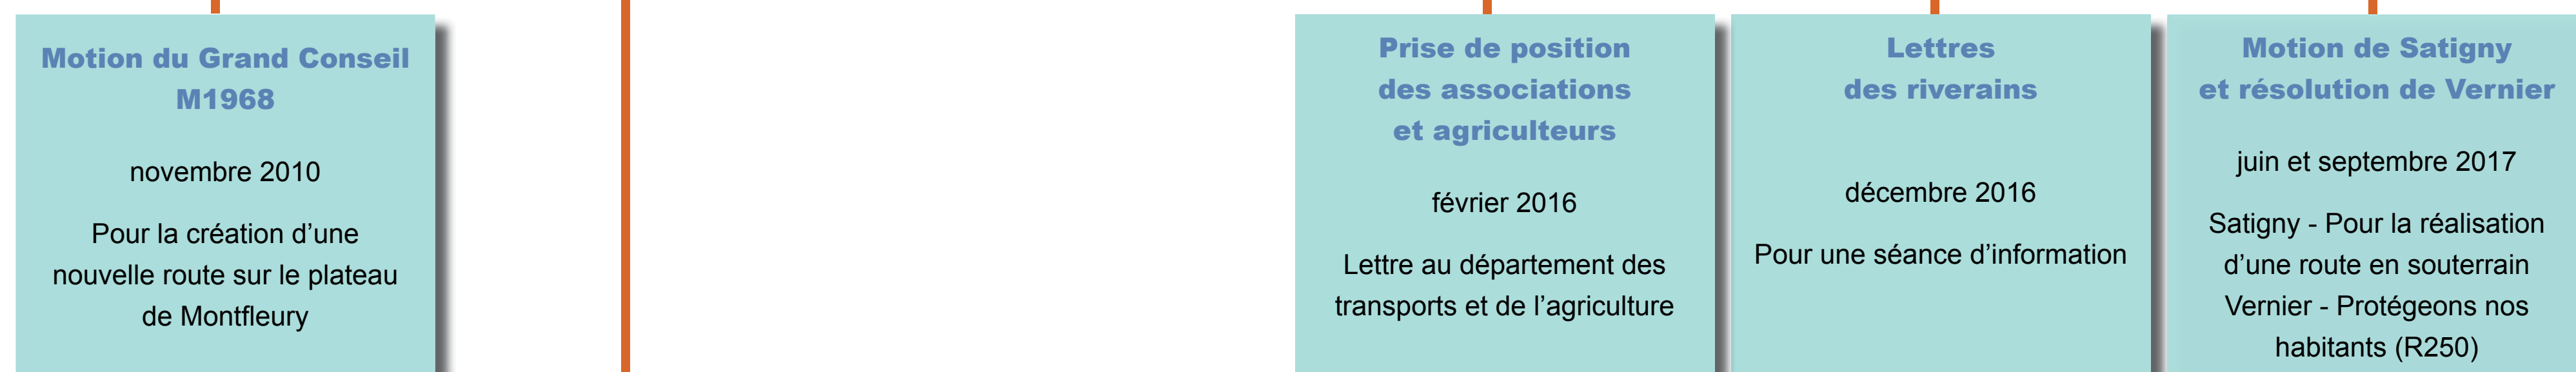 Motion du Grand Conseil
M1968
novembre 2010
Pour la création d’une
nouvelle route sur le plateau
de Montfleury
Prise de position
des associations
et agriculteurs
février 2016
Lettre au département des
transports et de l’agriculture
Lettres
des riverains
décembre 2016
Pour une séance d’information
Motion de Satigny
et résolution de Vernier
juin et septembre 2017
Satigny - Pour la réalisation
d’une route en souterrain
Vernier - Protégeons nos
habitants (R250)